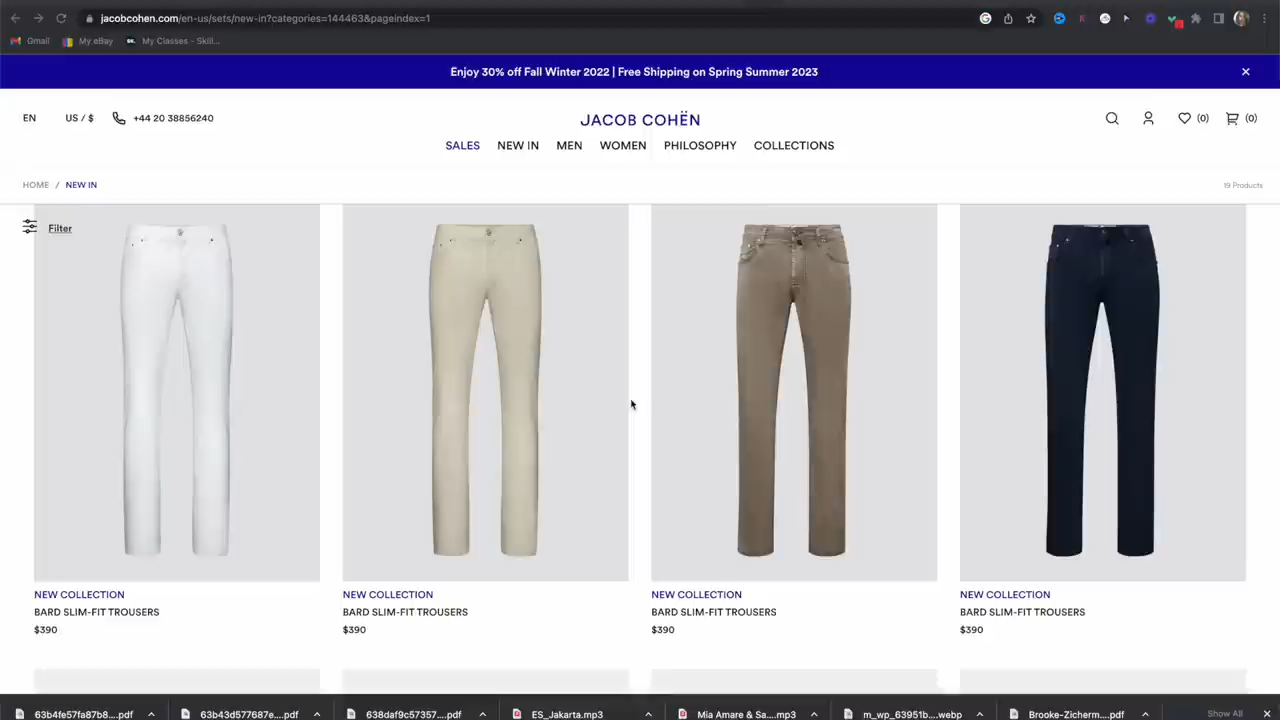 jacobcohen.com/en-us/sets/new-in?categories=144463&pageindex=1
Gmail My eBay My Classes - Skill...
Enjoy 30% off Fall Winter 2022 | Free Shipping on Spring Summer 2023
EN US / $ +44 20 38856240
JACOB COHËN
(0) (0)
SALES NEW IN MEN WOMEN PHILOSOPHY COLLECTIONS
HOME / NEW IN
19 Products
Filter
NEW COLLECTION NEW COLLECTION NEW COLLECTION NEW COLLECTION
BARD SLIM-FIT TROUSERS BARD SLIM-FIT TROUSERS BARD SLIM-FIT TROUSERS BARD SLIM-FIT TROUSERS
$390 $390 $390 $390
63b4fe57fa87b8....pdf 63b43d577687e....pdf 638daf9c57357....pdf ES_Jakarta.mp3 Mia Amare & Sa....mp3 m_wp_63951b....webp Brooke-Zicherm....pdf Show All